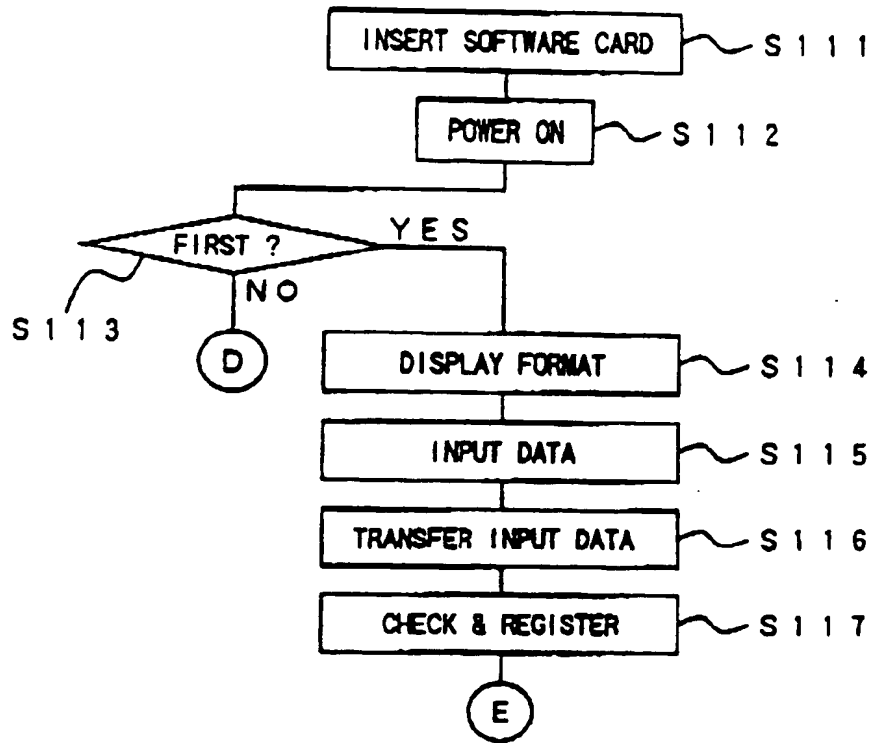 INSERT SOFTWARE CARD S111
POWER ON S112
FIRST ? YES
NO
S113
D
DISPLAY FORMAT S114
INPUT DATA S115
TRANSFER INPUT DATA S116
CHECK & REGISTER S117
E